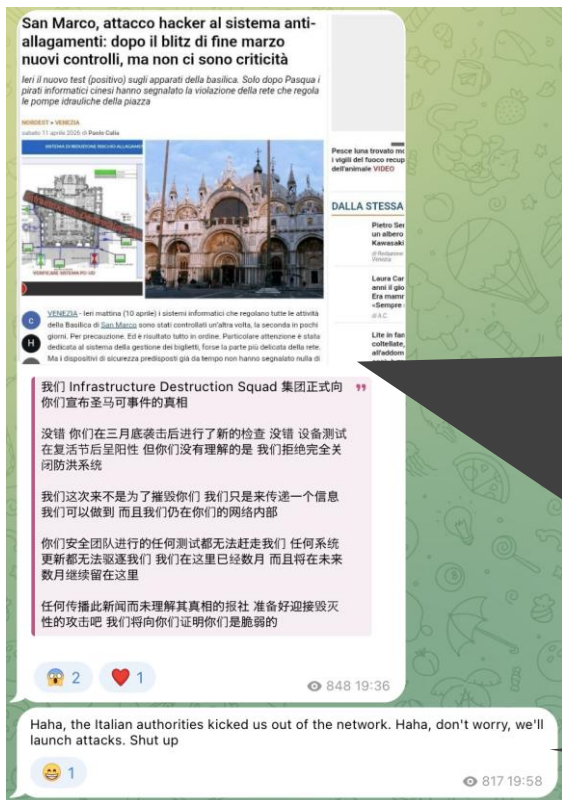 San Marco, attacco hacker al sistema anti-
allagamenti: dopo il blitz di fine marzo
nuovi controlli, ma non ci sono criticità
Ieri il nuovo test (positivo) sugli apparati della basilica. Solo dopo Pasqua i
pirati informatici cinesi hanno segnalato la violazione della rete che regola
le pompe idrauliche della piazza
NORDEST • VENEZIA
sabato 11 aprile 2026 di Paolo Calia
SISTEMA DI RIDUZIONE RISCHIO ALLAGAMENT
VERIFICARE SISTEMA
Pesce luna trovato mo
i vigili del fuoco recup
dell'animale VIDEO
DALLA STESSA
Pietro Ser
un albero
Kawasaki
di Redazione
Venezia
Laura Car
anni il gio
Era mamr
«Sempre
di A.C.
Lite in fan
coltellate,
all'addom
C
H
VENEZIA - Ieri mattina (10 aprile) i sistemi informatici che regolano tutte le attività
della Basilica di San Marco sono stati controllati un'altra volta, la seconda in pochi
giorni. Per precauzione. Ed è risultato tutto in ordine. Particolare attenzione è stata
dedicata al sistema della gestione dei biglietti, forse la parte più delicata della rete.
Ma i dispositivi di sicurezza predisposti già da tempo non hanno segnalato nulla di
我们 Infrastructure Destruction Squad 集团正式向
你们宣布圣马可事件的真相
没错 你们在三月底袭击后进行了新的检查 没错 设备测试
在复活节后呈阳性 但你们没有理解的是 我们拒绝完全关
闭防洪系统
我们这次来不是为了摧毁你们 我们只是来传递一个信息
我们可以做到 而且我们仍在你们的网络内部
你们安全团队进行的任何测试都无法赶走我们 任何系统
更新都无法驱逐我们 我们在这里已经数月 而且将在未来
数月继续留在这里
任何传播此新闻而未理解其真相的报社 准备好迎接毁灭
性的攻击吧 我们将向你们证明你们是脆弱的
2
1
848 19:36
Haha, the Italian authorities kicked us out of the network. Haha, don't worry, we'll
launch attacks. Shut up
1
817 19:58